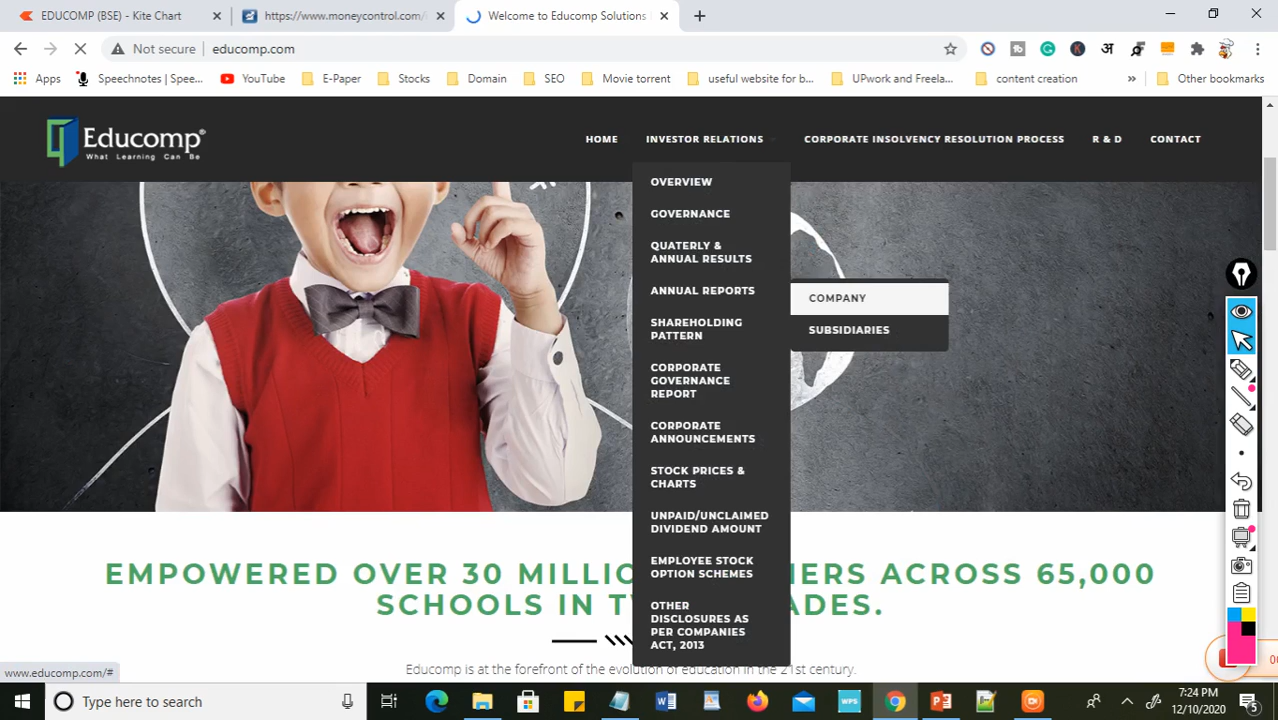 EDUCOMP (BSE) - Kite Chart
https://www.moneycontrol.com/
Welcome to Educomp Solutions
Not secure
educomp.com
Apps
Speechnotes | Spee...
YouTube
E-Paper
Stocks
Domain
SEO
Movie torrent
useful website for b...
UPwork and Freela...
content creation
»
Other bookmarks
Educomp®
What Learning Can Be
HOME
INVESTOR RELATIONS
CORPORATE INSOLVENCY RESOLUTION PROCESS
R & D
CONTACT
OVERVIEW
GOVERNANCE
QUATERLY &
ANNUAL RESULTS
ANNUAL REPORTS
COMPANY
SUBSIDIARIES
SHAREHOLDING
PATTERN
CORPORATE
GOVERNANCE
REPORT
CORPORATE
ANNOUNCEMENTS
STOCK PRICES &
CHARTS
UNPAID/UNCLAIMED
DIVIDEND AMOUNT
EMPLOYEE STOCK
OPTION SCHEMES
OTHER
DISCLOSURES AS
PER COMPANIES
ACT, 2013
EMPOWERED OVER 30 ACROSS 65,000
SCHOOLS IN
Educomp is at the forefront of the evolution of education in the 21st century.
www.educomp.com/#
Type here to search
7:24 PM
12/10/2020
5